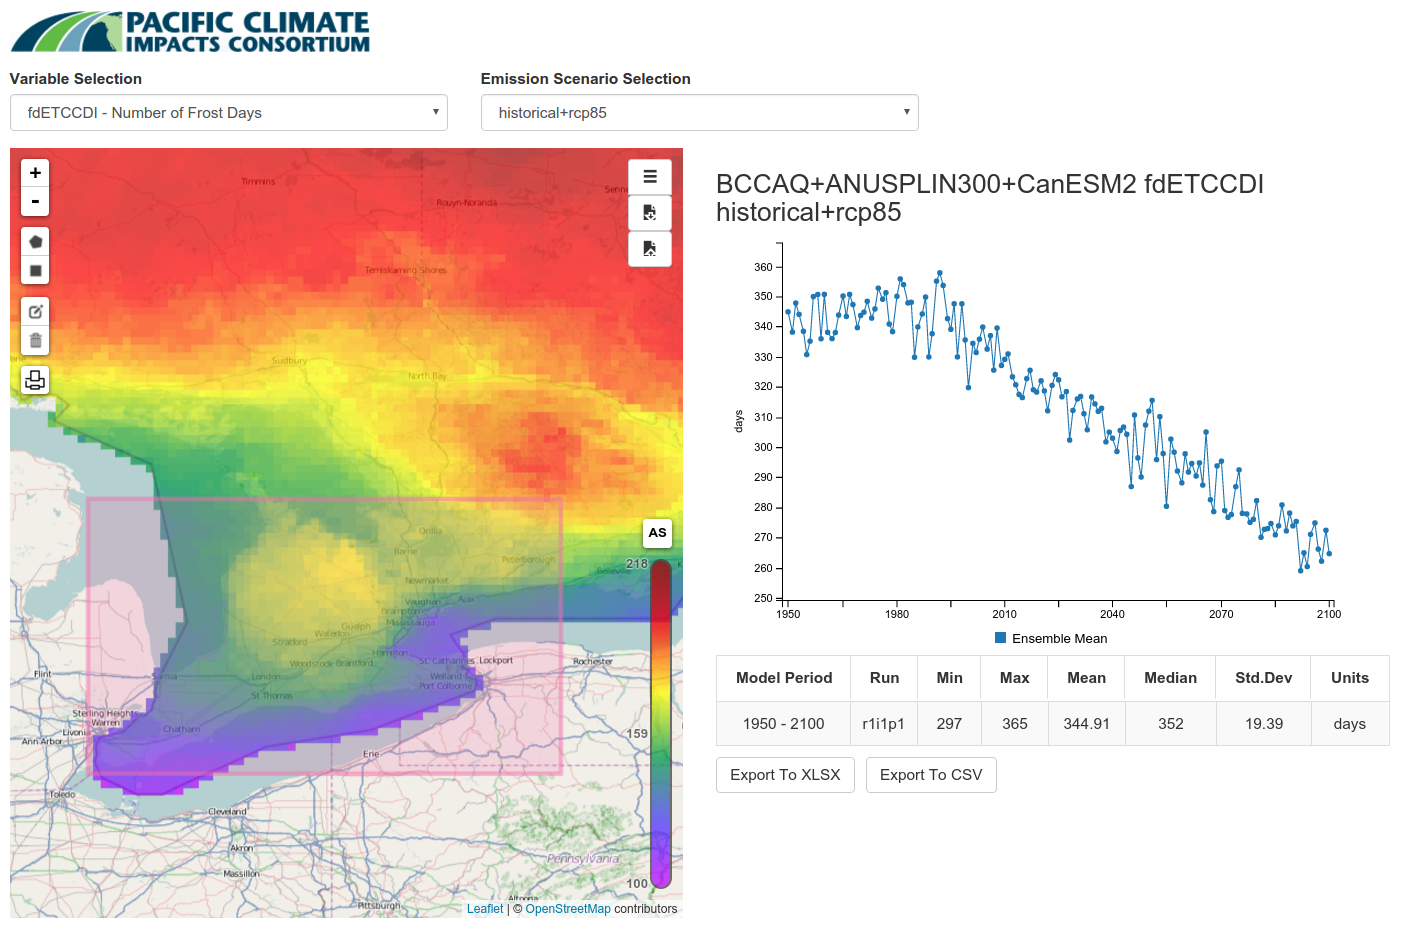 PACIFIC CLIMATE
IMPACTS CONSORTIUM
Variable Selection
Emission Scenario Selection
fdETCCDI - Number of Frost Days
historical+rcp85
+
-
Timmins
Rouyn-Noranda
Temiskaming Shores
Sudbury
North Bay
Orillia
Barrie
Peterborough
Newmarket
Belleville
Vaughan
Ajax
Brampton
Mississauga
Guelph
Waterloo
Stratford
Hamilton
Woodstock Brantford
St. Catharines
Lockport
Rochester
Flint
Sarnia
London
Welland
Port Colborne
St Thomas
Sterling Heights
Warren
Livoni
Chatham
Ann Arbor
Erie
Toledo
Cleveland
Akron
Massillon
Pennsylvania
Altoona
Pittsburgh
AS
218
159
100
Leaflet | © OpenStreetMap contributors
BCCAQ+ANUSPLIN300+CanESM2 fdETCCDI
historical+rcp85
days
360
350
340
330
320
310
300
290
280
270
260
250
1950 1980 2010 2040 2070 2100
Ensemble Mean
Model Period Run Min Max Mean Median Std.Dev Units
1950 - 2100 r1i1p1 297 365 344.91 352 19.39 days
Export To XLSX
Export To CSV